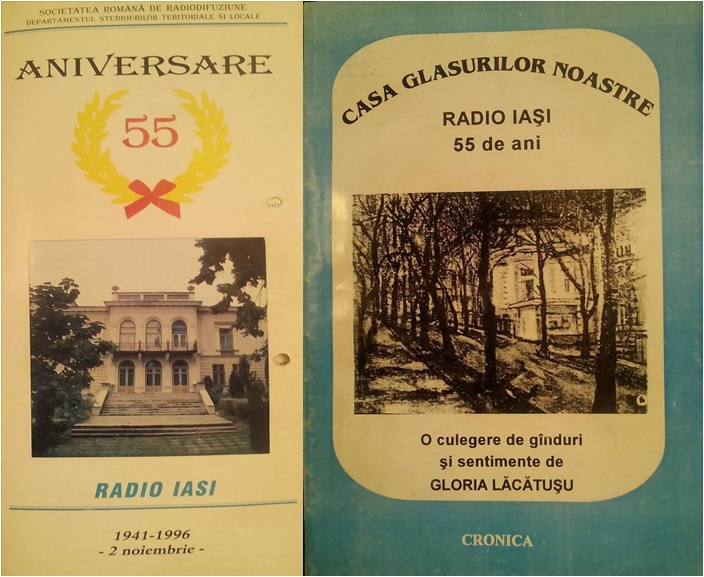 SOCIETATEA ROMÂNĂ DE RADIODIFUZIUNE
DEPARTAMENTUL STUDIOURILOR TERITORIALE SI LOCALE
ANIVERSARE
55
RADIO IASI
1941-1996
- 2 noiembrie -
CASA GLASURILOR NOASTRE
RADIO IAŞI
55 de ani
O culegere de gînduri
şi sentimente de
GLORIA LĂCĂTUŞU
CRONICA